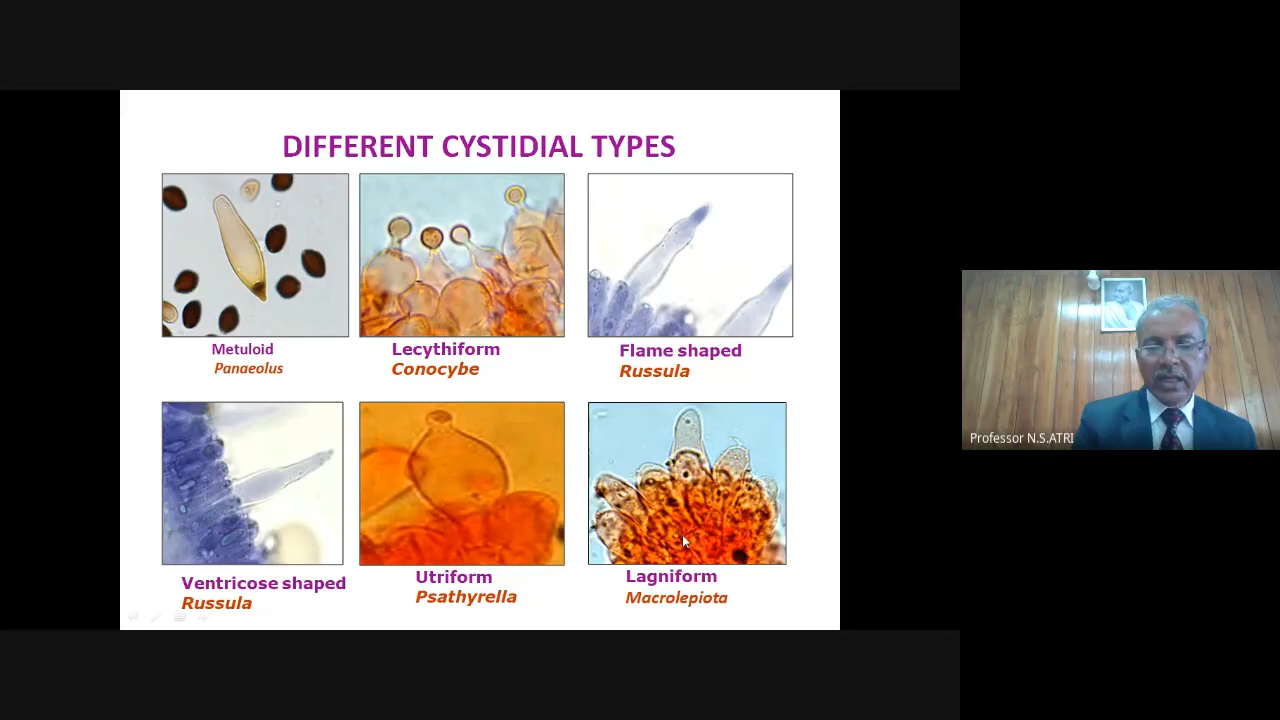 DIFFERENT CYSTIDIAL TYPES
Metuloid
Panaeolus
Lecythiform
Conocybe
Flame shaped
Russula
Ventricose shaped
Russula
Utriform
Psathyrella
Lagniform
Macrolepiota
Professor N.S.ATRI